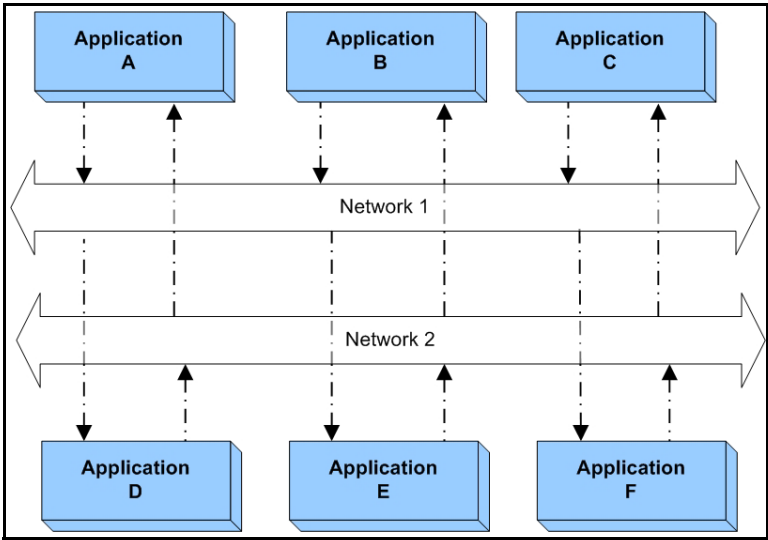 Application
A
Application
B
Application
C
Network 1
Network 2
Application
D
Application
E
Application
F